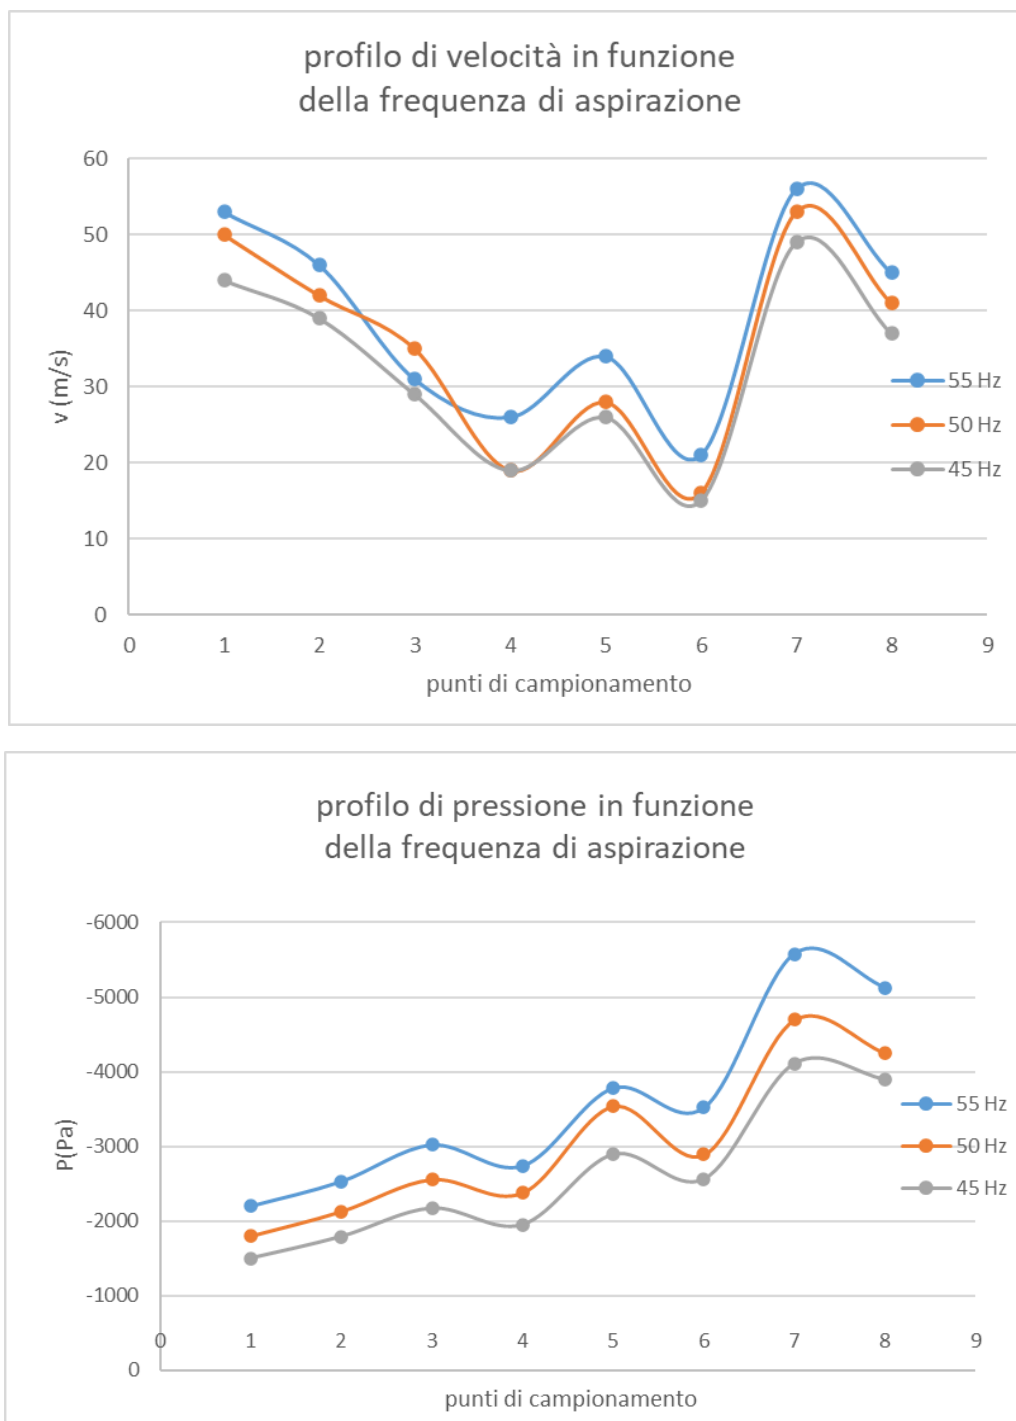 profilo di velocità in funzione
della frequenza di aspirazione
60
50
40
30
20
10
0
v (m/s)
55 Hz
50 Hz
45 Hz
0 1 2 3 4 5 6 7 8 9
punti di campionamento
profilo di pressione in funzione
della frequenza di aspirazione
-6000
-5000
-4000
-3000
-2000
-1000
0
P(Pa)
55 Hz
50 Hz
45 Hz
0 1 2 3 4 5 6 7 8 9
punti di campionamento